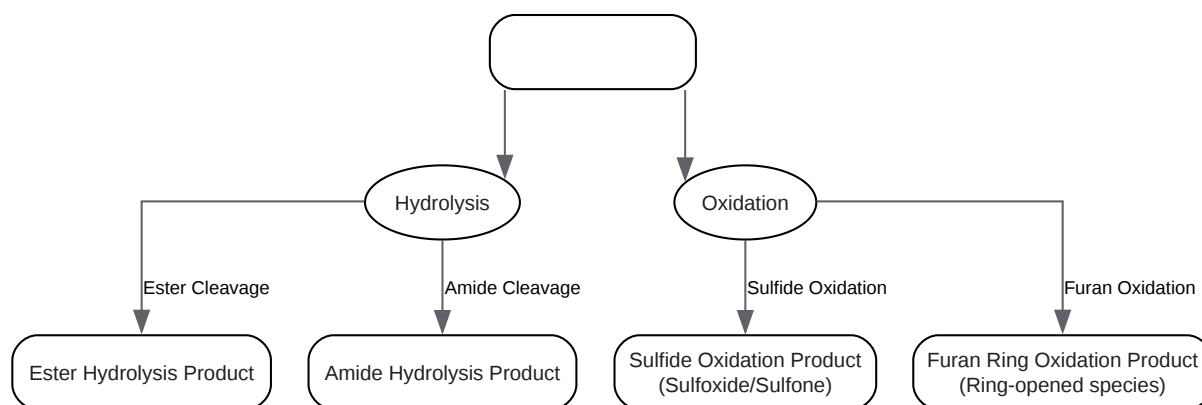 Hydrolysis
Oxidation
Ester Cleavage
Amide Cleavage
Sulfide Oxidation
Furan Oxidation
Ester Hydrolysis Product
Amide Hydrolysis Product
Sulfide Oxidation Product
(Sulfoxide/Sulfone)
Furan Ring Oxidation Product
(Ring-opened species)